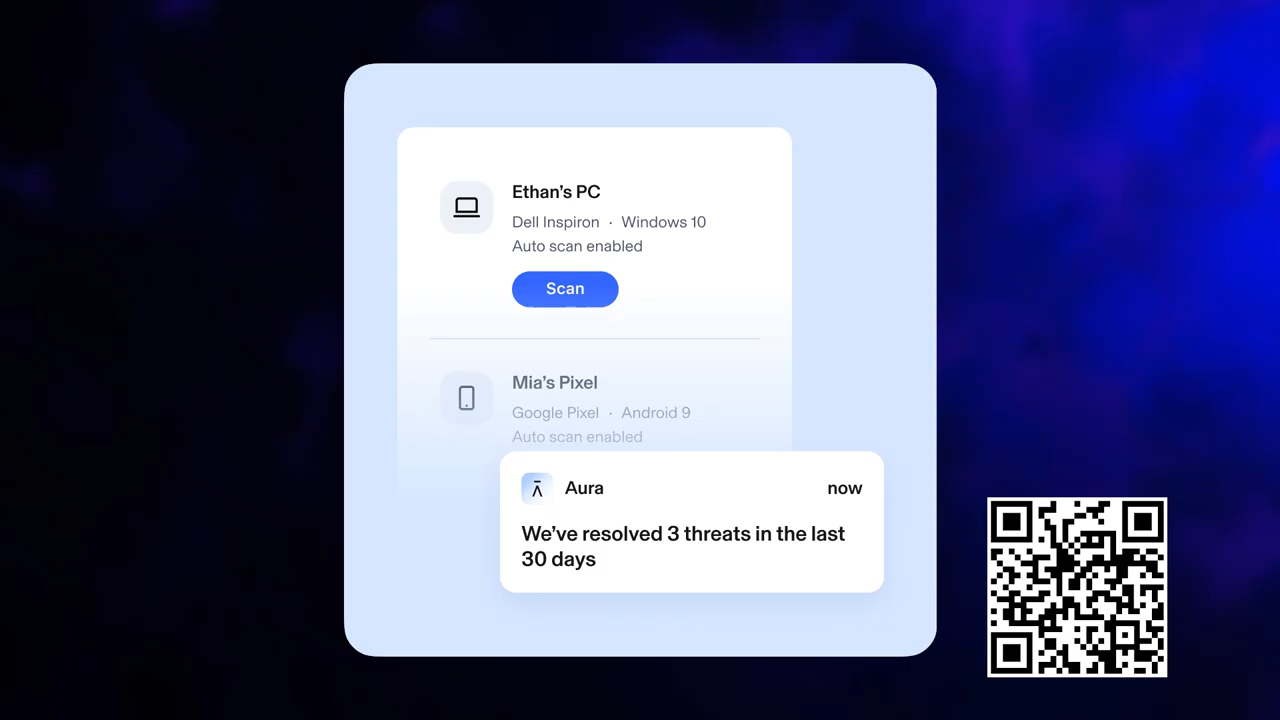 Ethan's PC
Dell Inspiron · Windows 10
Auto scan enabled
Scan
Mia's Pixel
Google Pixel · Android 9
Auto scan enabled
Aura now
We've resolved 3 threats in the last
30 days